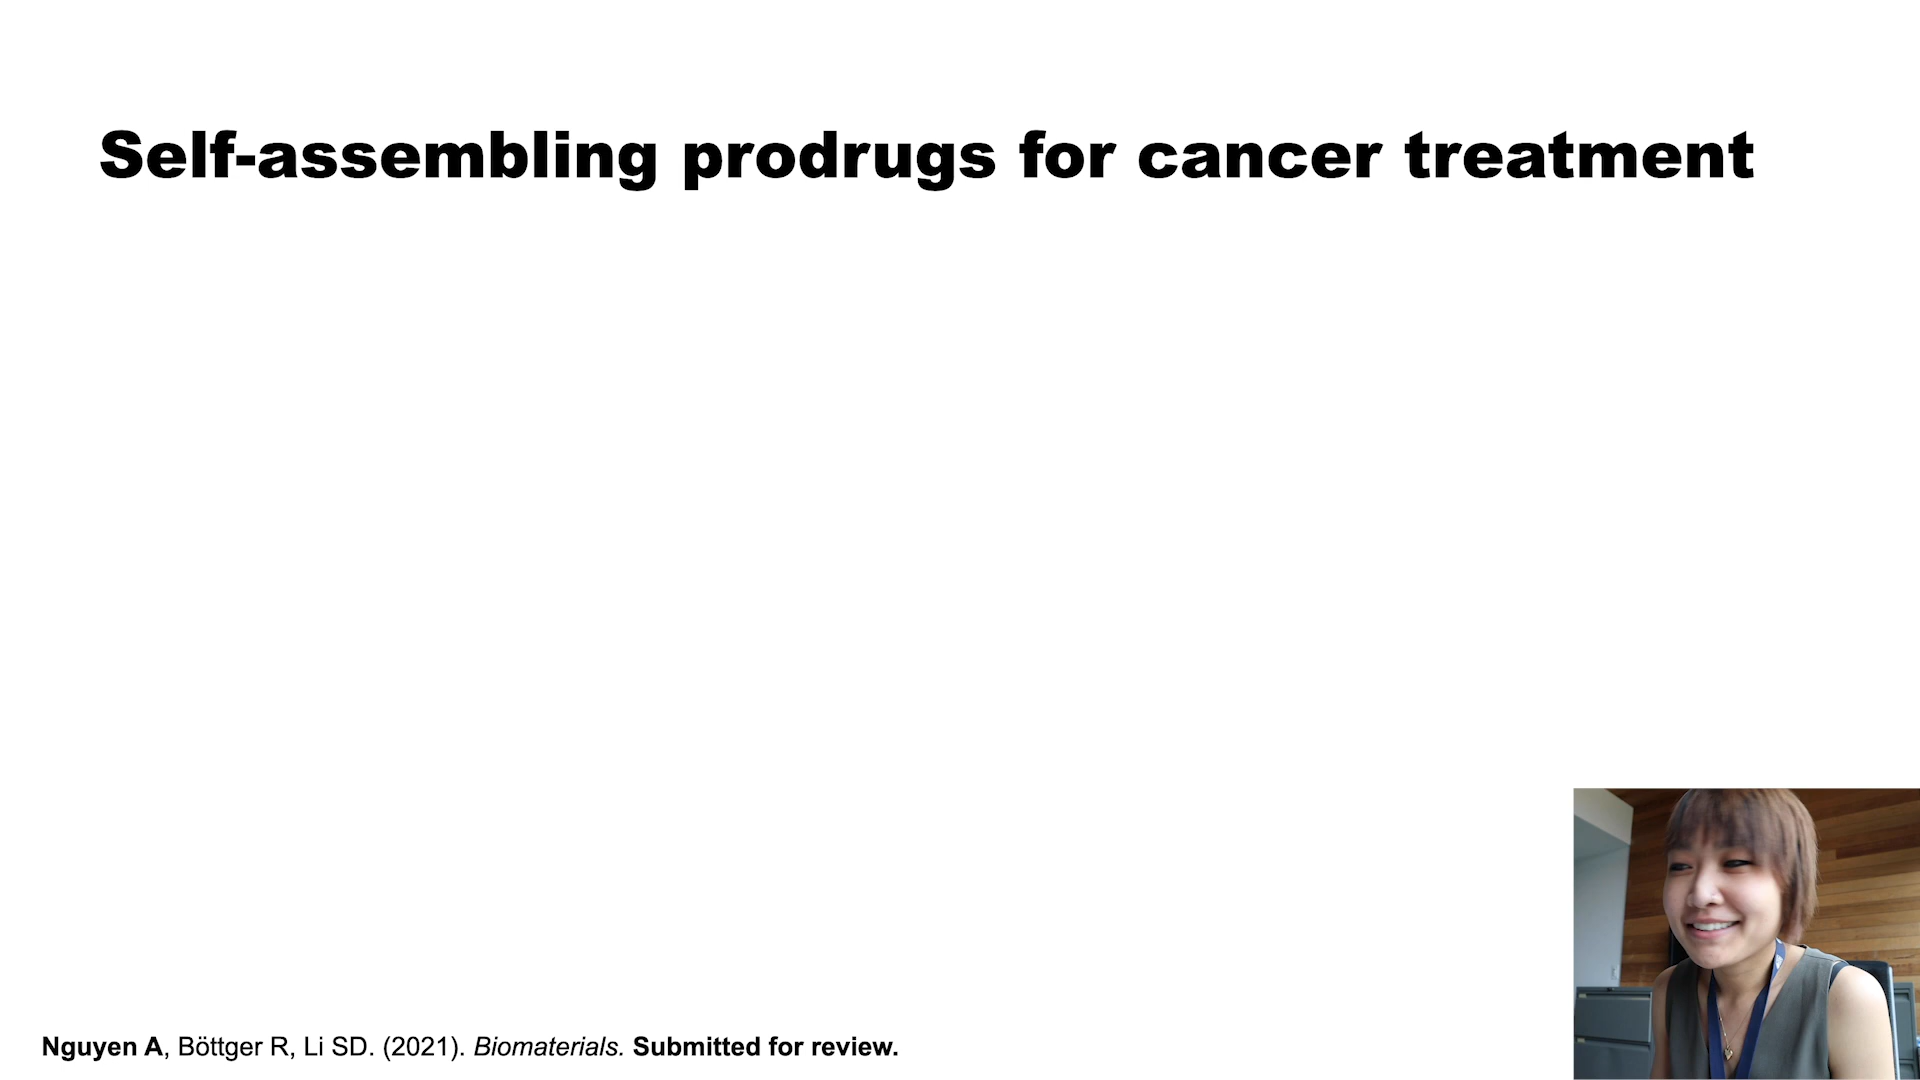 Self-assembling prodrugs for cancer treatment
Nguyen A, Böttger R, Li SD. (2021). Biomaterials. Submitted for review.